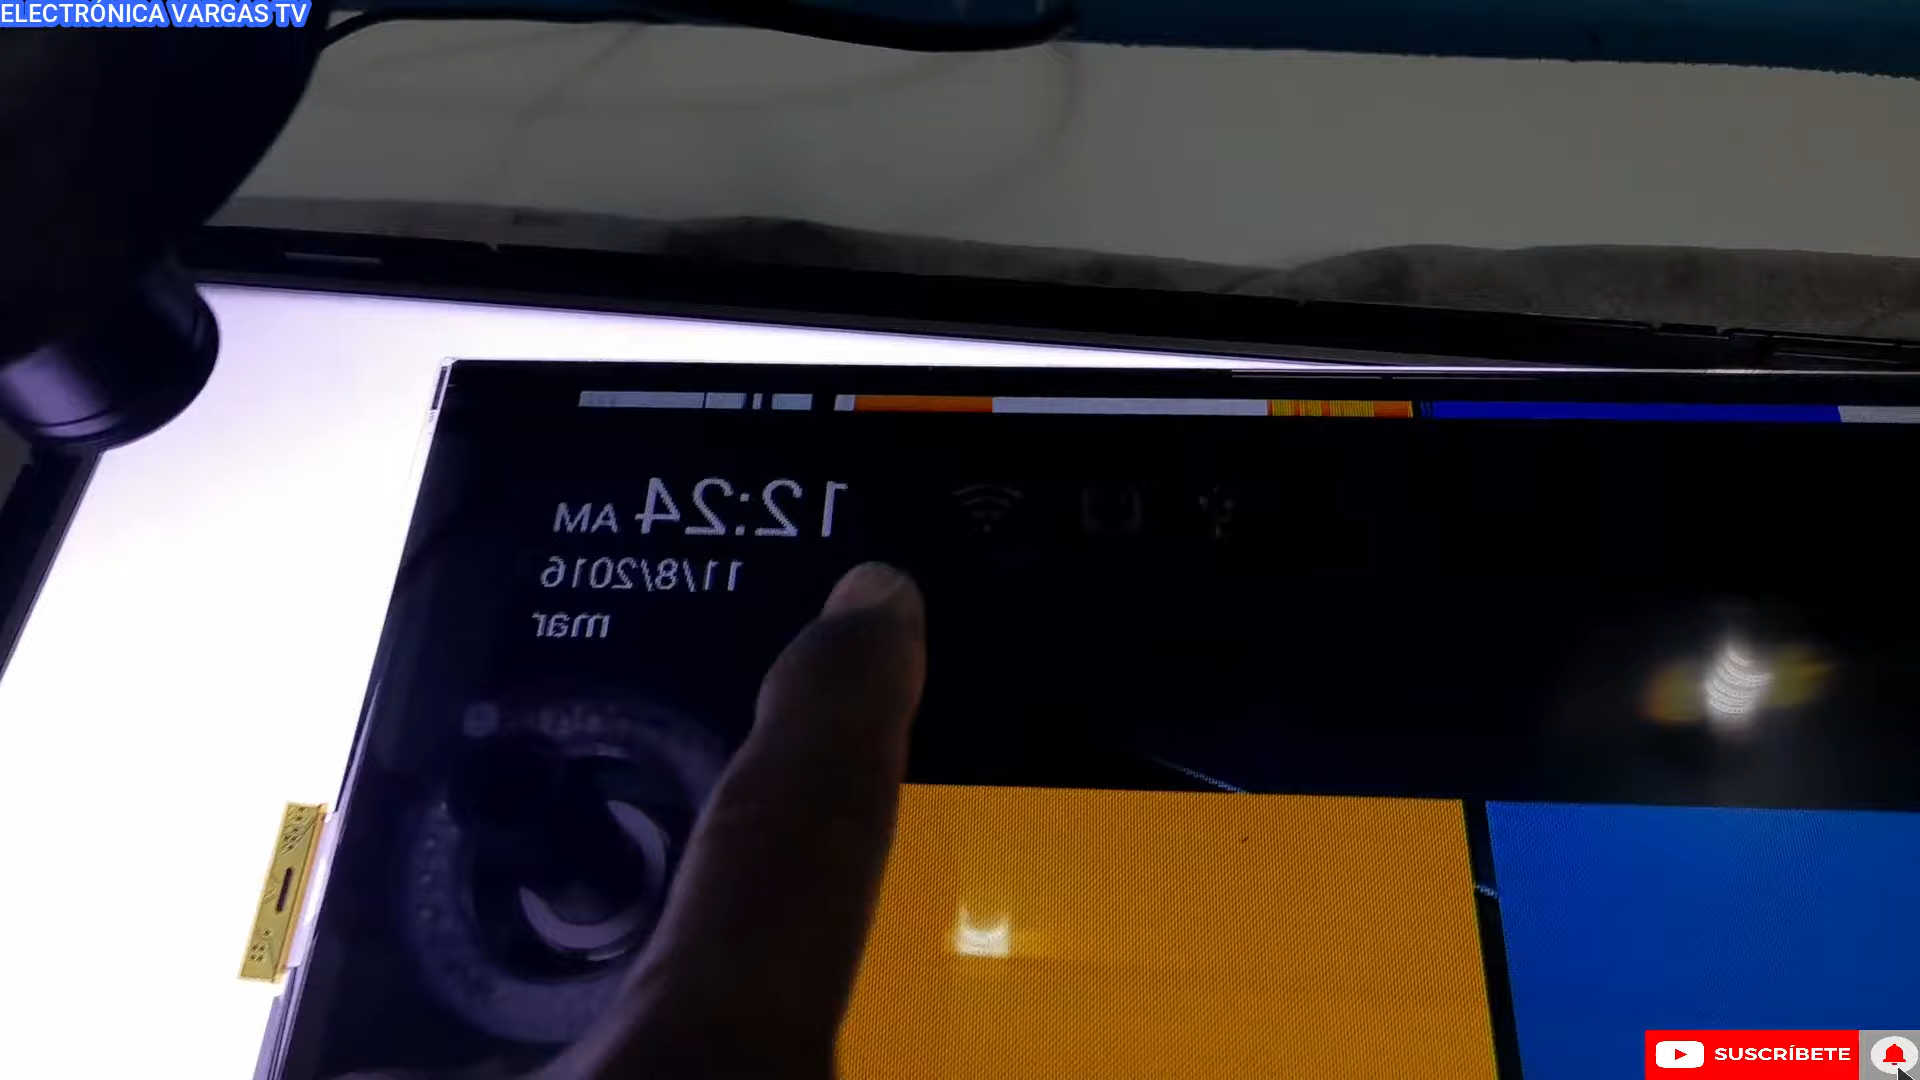 ELECTRÓNICA VARGAS TV
12:24 AM
11/8/2016
mar
SUSCRÍBETE